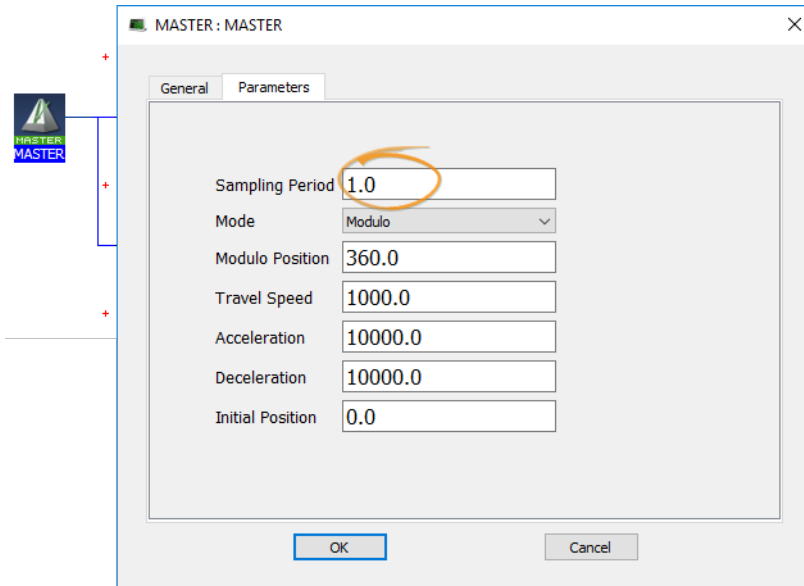 MASTER : MASTER
General Parameters
MASTER
MASTER
Sampling Period 1.0
Mode Modulo
Modulo Position 360.0
Travel Speed 1000.0
Acceleration 10000.0
Deceleration 10000.0
Initial Position 0.0
OK Cancel